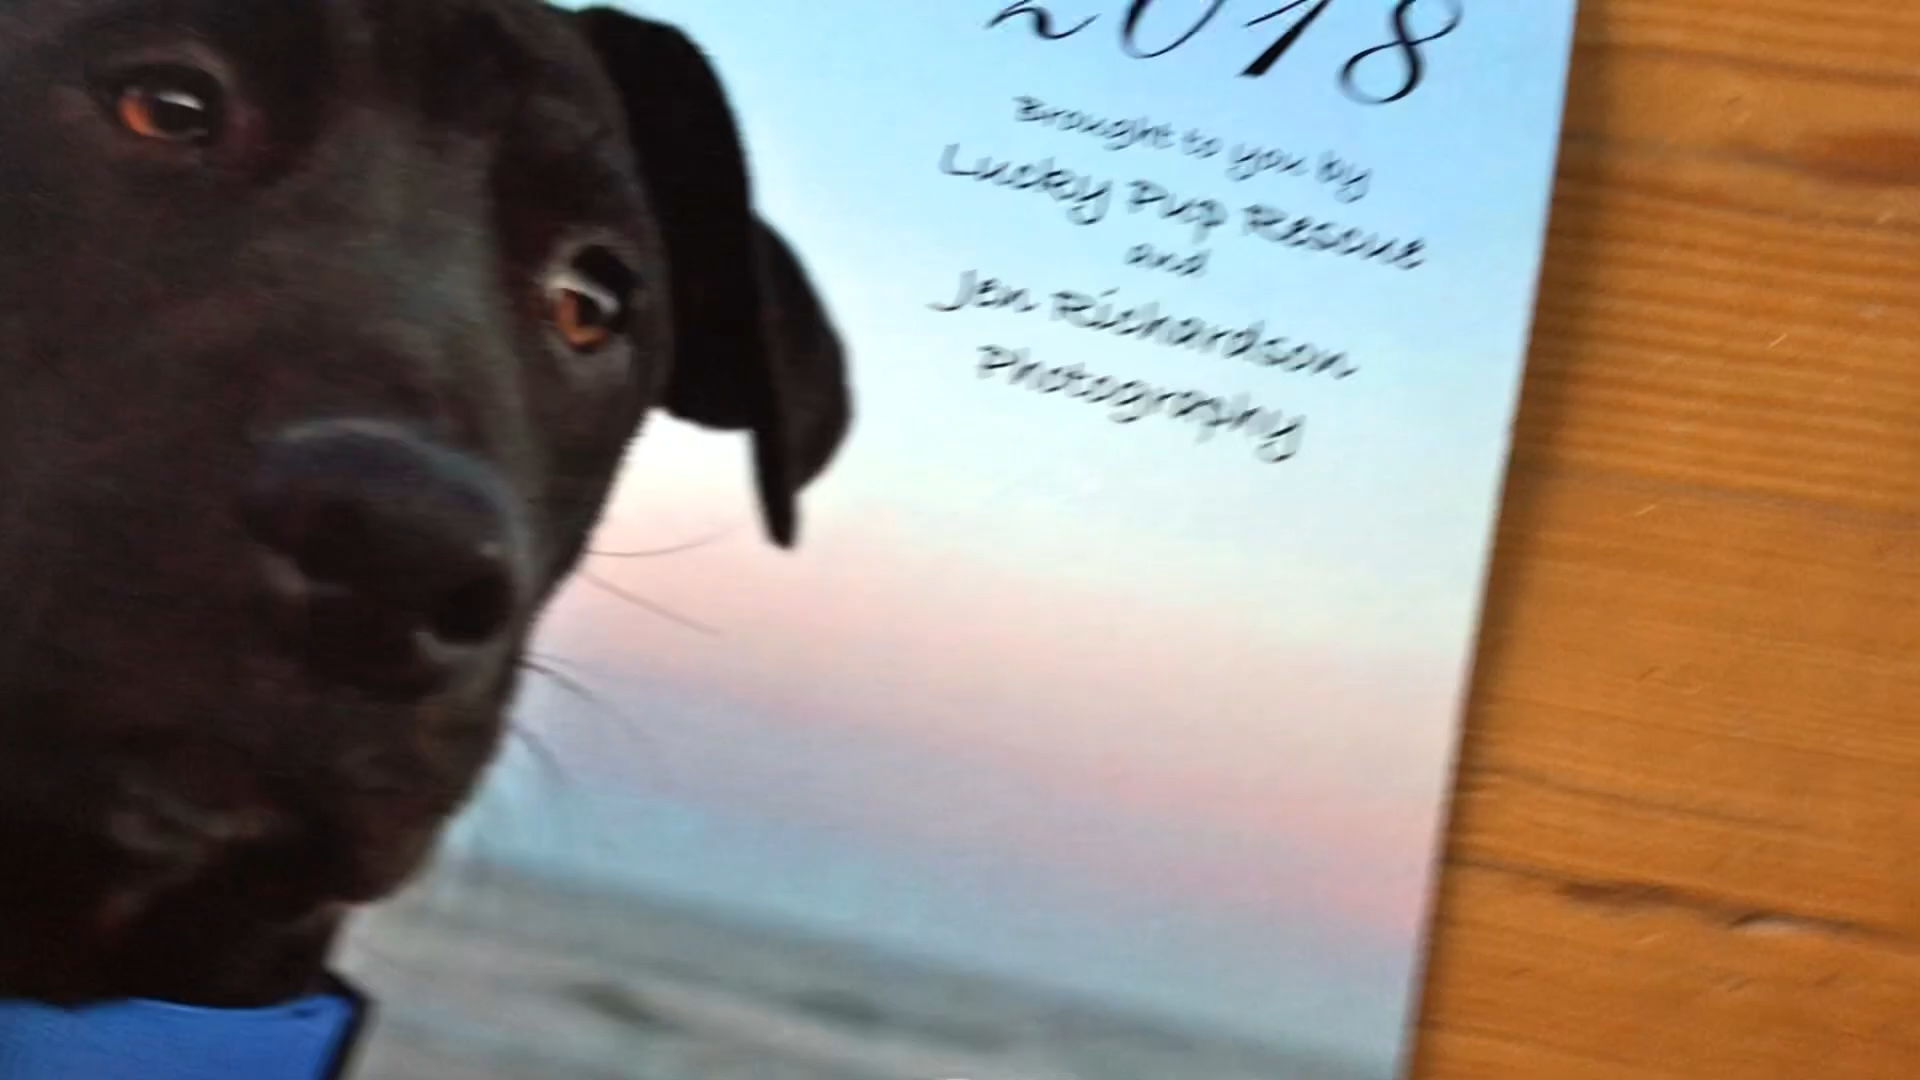 2018
Brought to you by
Lucky Pup Rescue
and
Jen Richardson
Photography